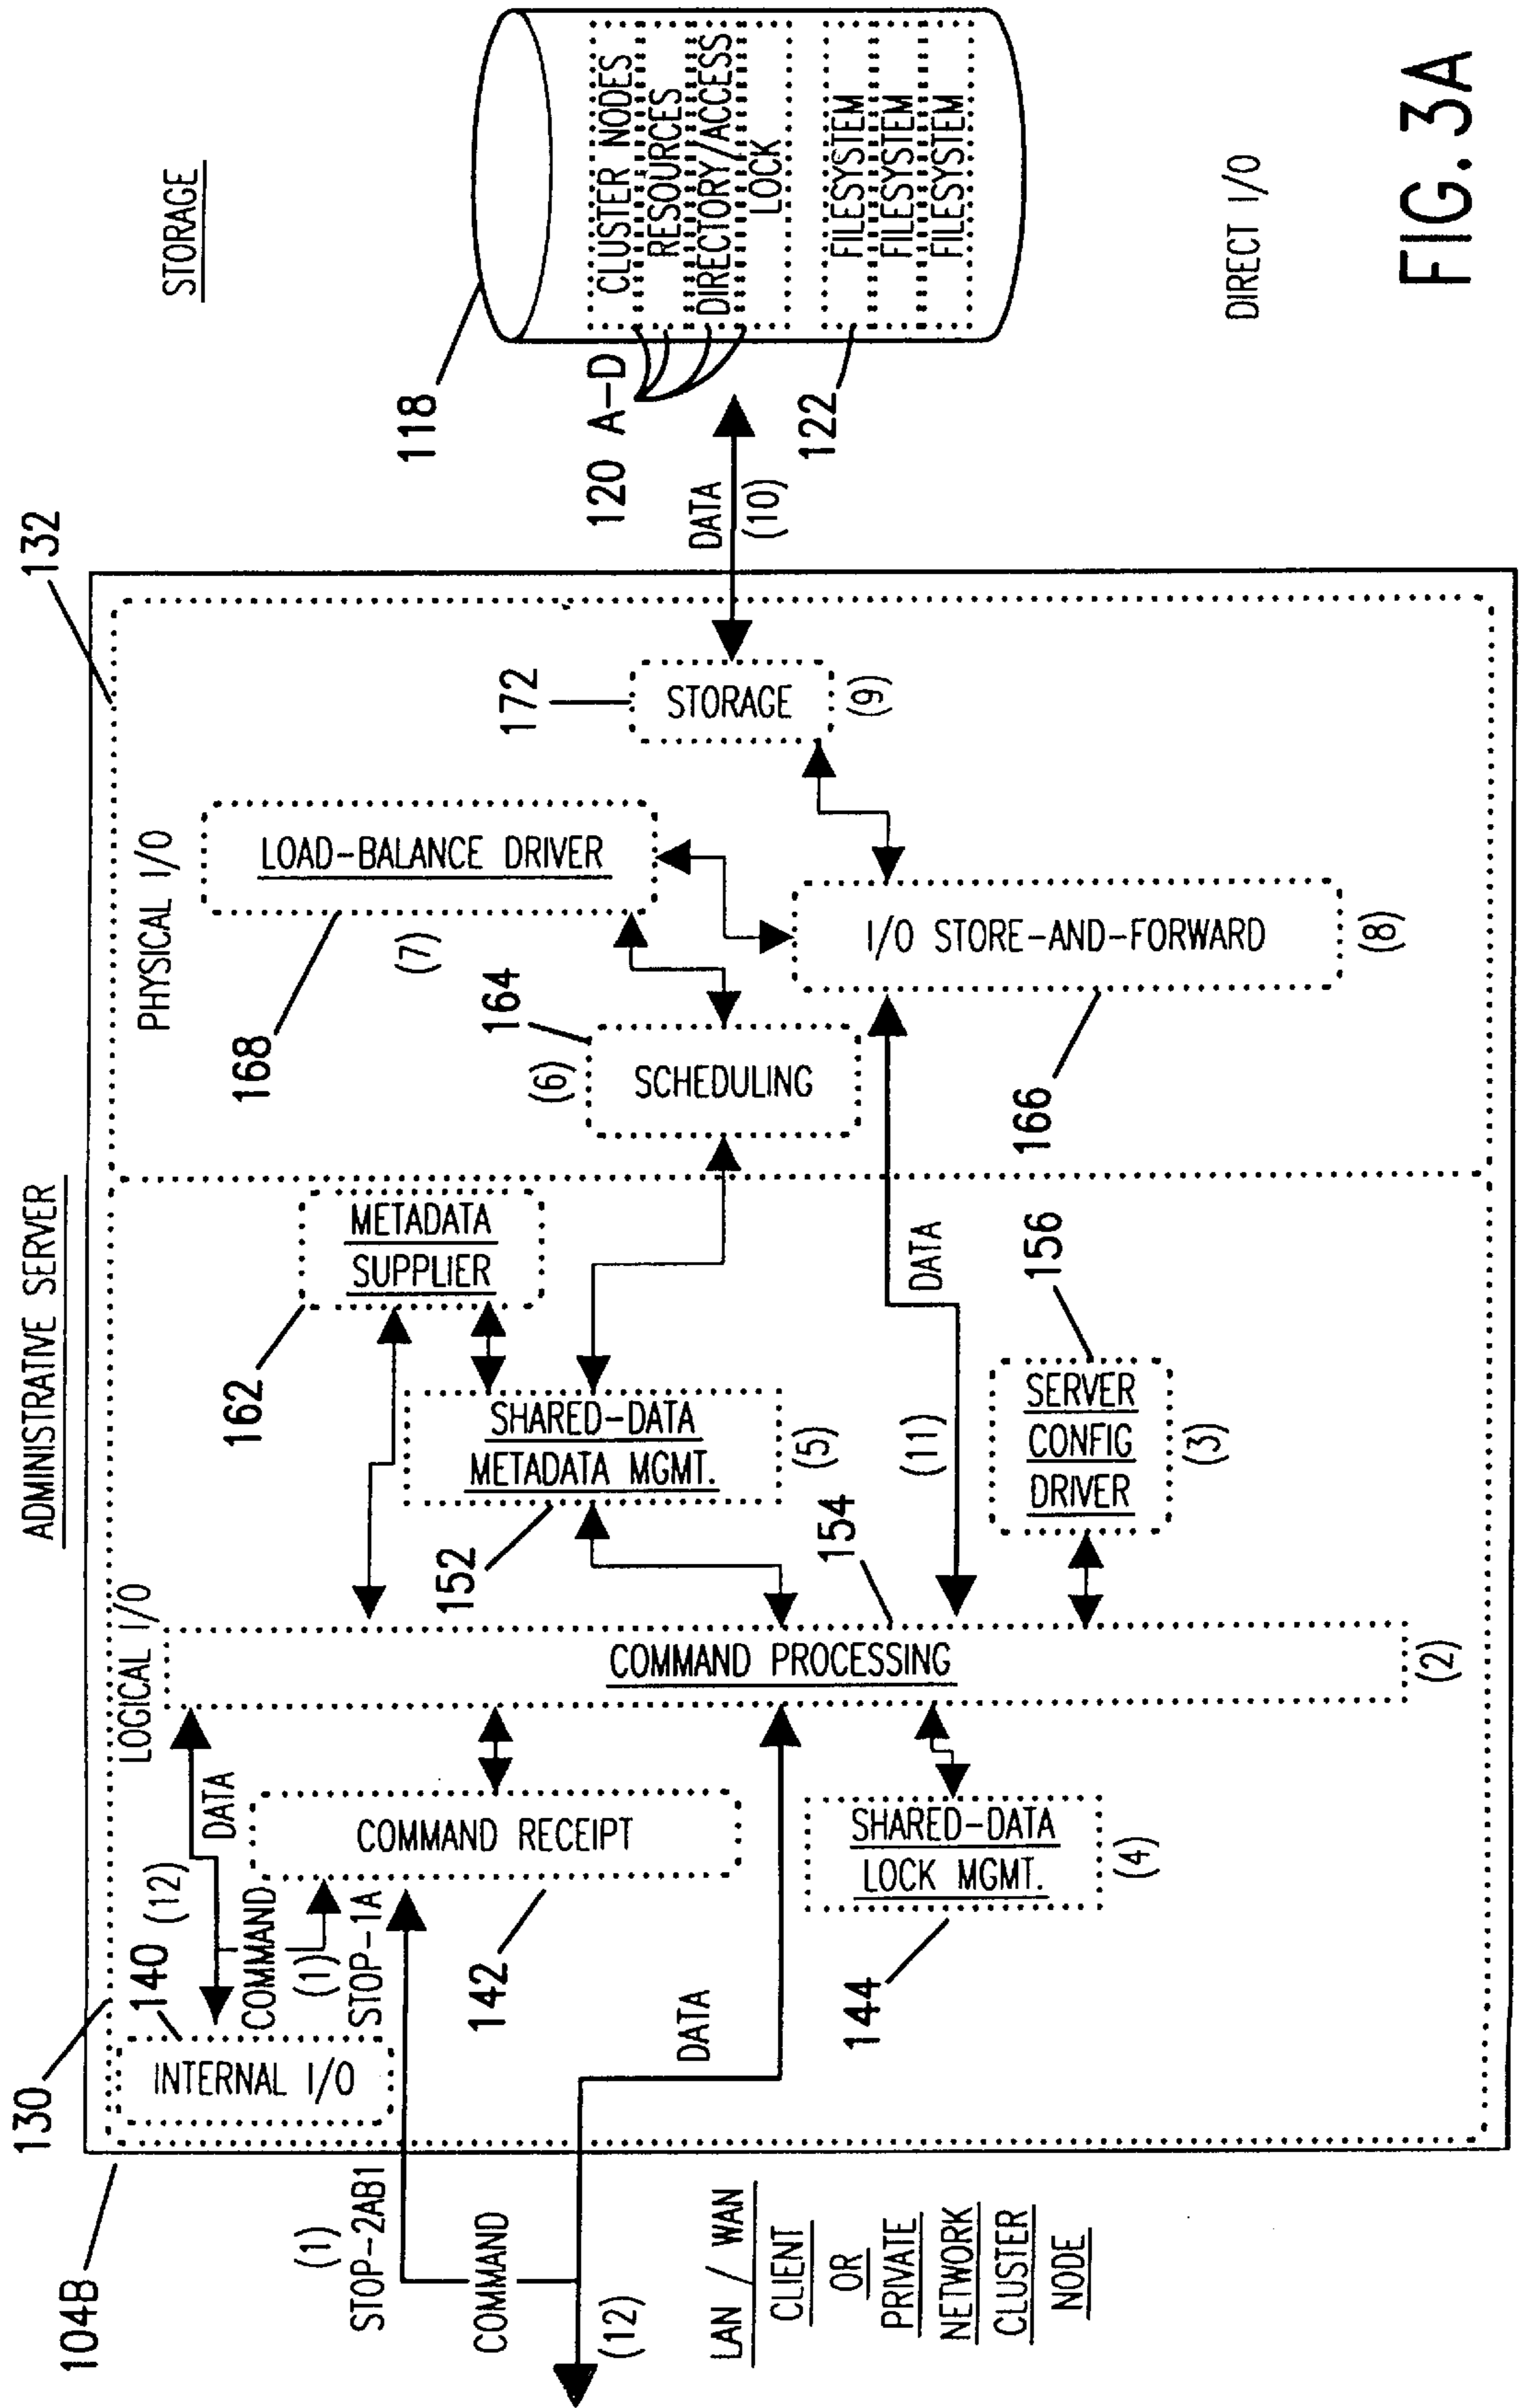 ADMINISTRATIVE SERVER
STORAGE
104B
130
132
LOGICAL I/O
PHYSICAL I/O
140
INTERNAL I/O
(12)
DATA
COMMAND
(1)
STOP-1A
COMMAND RECEIPT
142
(1)
STOP-2AB1
COMMAND
(12)
DATA
LAN / WAN
CLIENT
OR
PRIVATE
NETWORK
CLUSTER
NODE
SHARED-DATA
LOCK MGMT.
(4)
144
COMMAND PROCESSING
(2)
154
162
METADATA
SUPPLIER
SHARED-DATA
METADATA MGMT.
(5)
152
(11)
DATA
SERVER
CONFIG
DRIVER
(3)
156
168
LOAD-BALANCE DRIVER
(7)
164
(6)
SCHEDULING
I/O STORE-AND-FORWARD
(8)
166
172
STORAGE
(9)
DATA
(10)
118
120 A-D
CLUSTER NODES
RESOURCES
DIRECTORY/ACCESS
LOCK
122
FILESYSTEM
FILESYSTEM
FILESYSTEM
DIRECT I/O
FIG. 3A